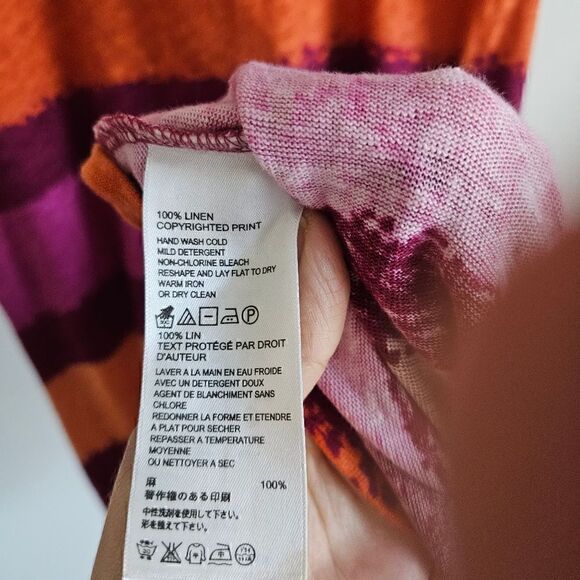 100% LINEN
COPYRIGHTED PRINT
HAND WASH COLD
MILD DETERGENT
NON-CHLORINE BLEACH
RESHAPE AND LAY FLAT TO DRY
WARM IRON
OR DRY CLEAN
100% LIN
TEXT PROTÉGÉ PAR DROIT
D'AUTEUR
LAVER A LA MAIN EN EAU FROIDE
AVEC UN DETERGENT DOUX
AGENT DE BLANCHIMENT SANS
CHLORE
REDONNER LA FORME ET ETENDRE
A PLAT POUR SECHER
REPASSER A TEMPERATURE
MOYENNE
OU NETTOYER A SEC
麻 100%
著作権のある印刷
中性洗剤を使用して下さい.
形を整えて下さい.